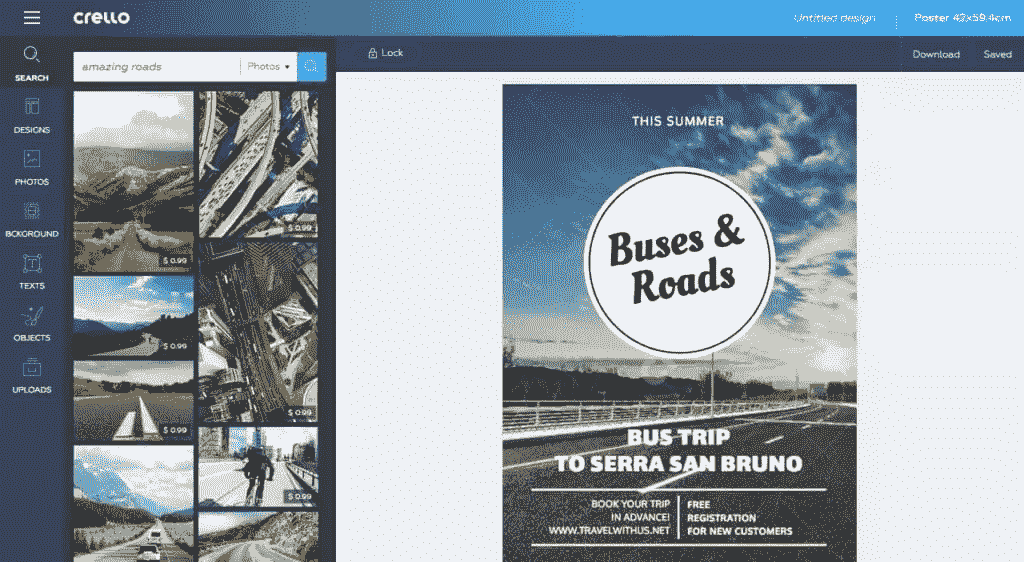 crello
Untitled design
Poster 42x59.4cm
Lock
Download
Saved
amazing roads
Photos
SEARCH
DESIGNS
PHOTOS
BCKGROUND
TEXTS
OBJECTS
UPLOADS
$ 0.99
$ 0.99
$ 0.99
$ 0.99
$ 0.99
$ 0.99
THIS SUMMER
Buses &
Roads
BUS TRIP
TO SERRA SAN BRUNO
BOOK YOUR TRIP
IN ADVANCE!
WWW.TRAVELWITHUS.NET
FREE
REGISTRATION
FOR NEW CUSTOMERS